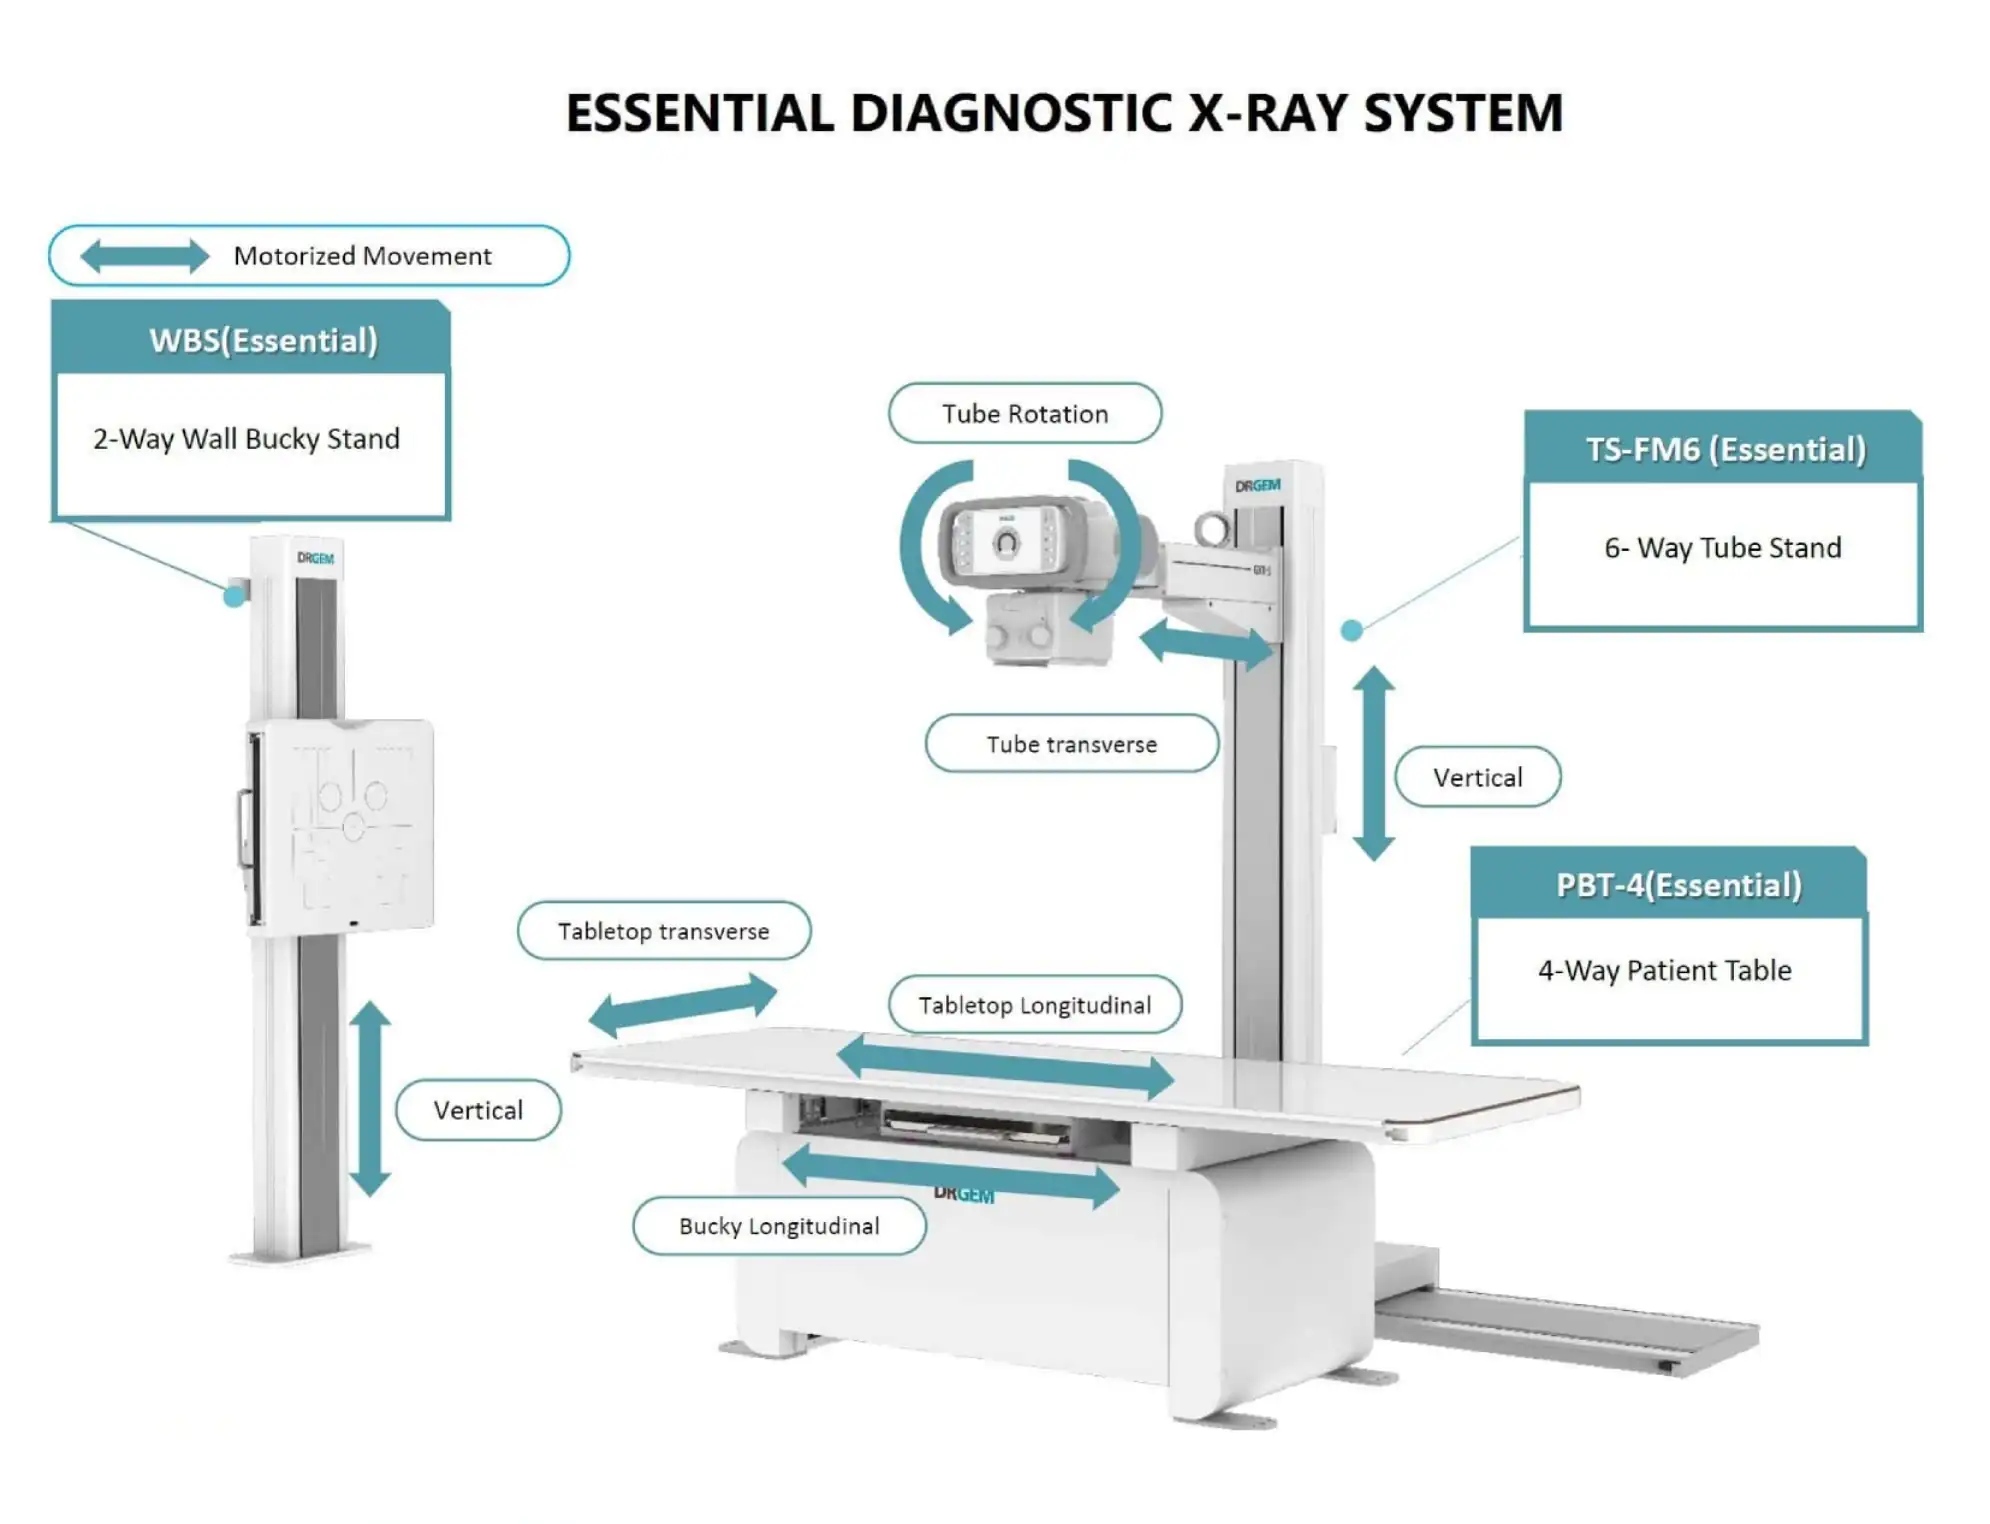 ESSENTIAL DIAGNOSTIC X-RAY SYSTEM
Motorized Movement
WBS(Essential)
2-Way Wall Bucky Stand
Tube Rotation
TS-FM6 (Essential)
6- Way Tube Stand
DRGEM
DRGEM
Tube transverse
Vertical
PBT-4(Essential)
4-Way Patient Table
Tabletop transverse
Tabletop Longitudinal
Vertical
DRGEM
Bucky Longitudinal